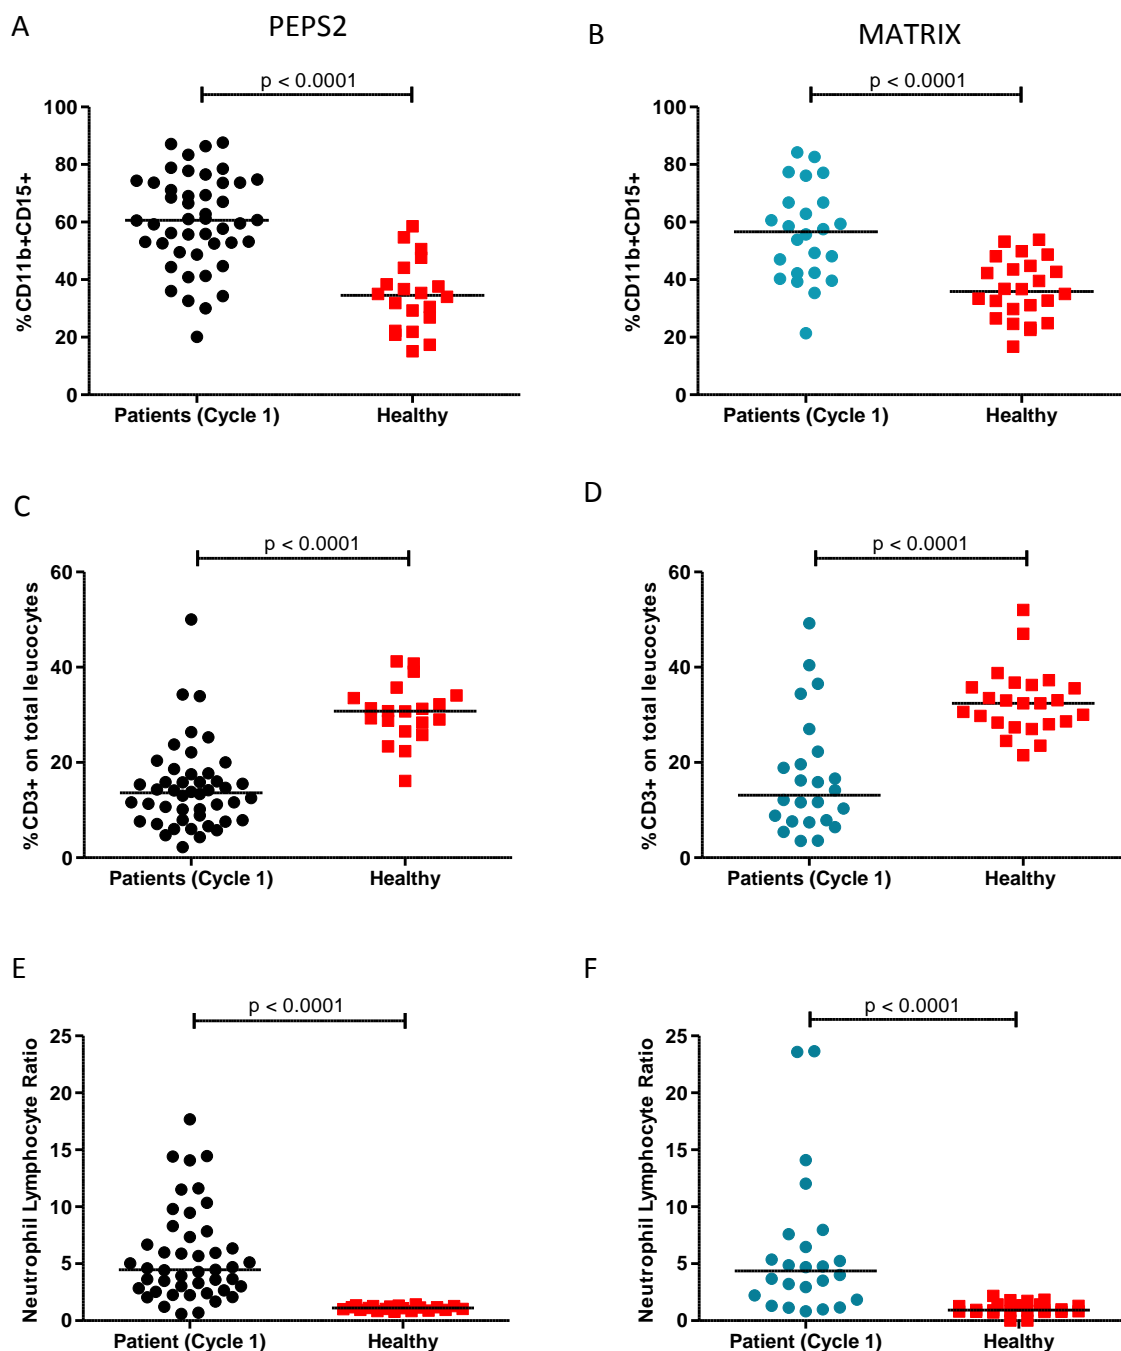 A
PEPS2
B
MATRIX
p < 0.0001
p < 0.0001
%CD11b+CD15+
100
80
60
40
20
0
Patients (Cycle 1)
Healthy
%CD11b+CD15+
100
80
60
40
20
0
Patients (Cycle 1)
Healthy
C
D
p < 0.0001
p < 0.0001
%CD3+ on total leucocytes
60
40
20
0
Patients (Cycle 1)
Healthy
%CD3+ on total leucocytes
60
40
20
0
Patients (Cycle 1)
Healthy
E
F
p < 0.0001
p < 0.0001
Neutrophil Lymphocyte Ratio
25
20
15
10
5
0
Patient (Cycle 1)
Healthy
Neutrophil Lymphocyte Ratio
25
20
15
10
5
0
Patient (Cycle 1)
Healthy